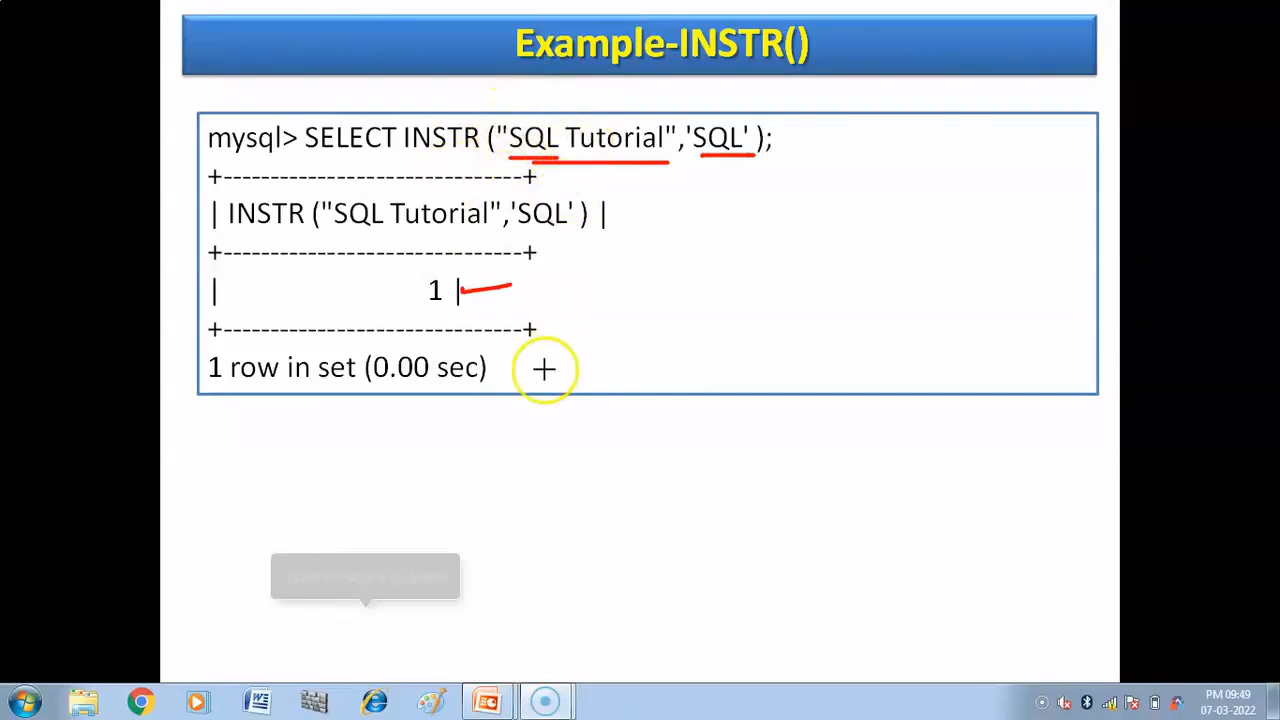 Example-INSTR()
mysql> SELECT INSTR ("SQL Tutorial",'SQL' );
+-----------------------------+
| INSTR ("SQL Tutorial",'SQL' ) |
+-----------------------------+
| 1 |
+-----------------------------+
1 row in set (0.00 sec)
PM 09:49
07-03-2022